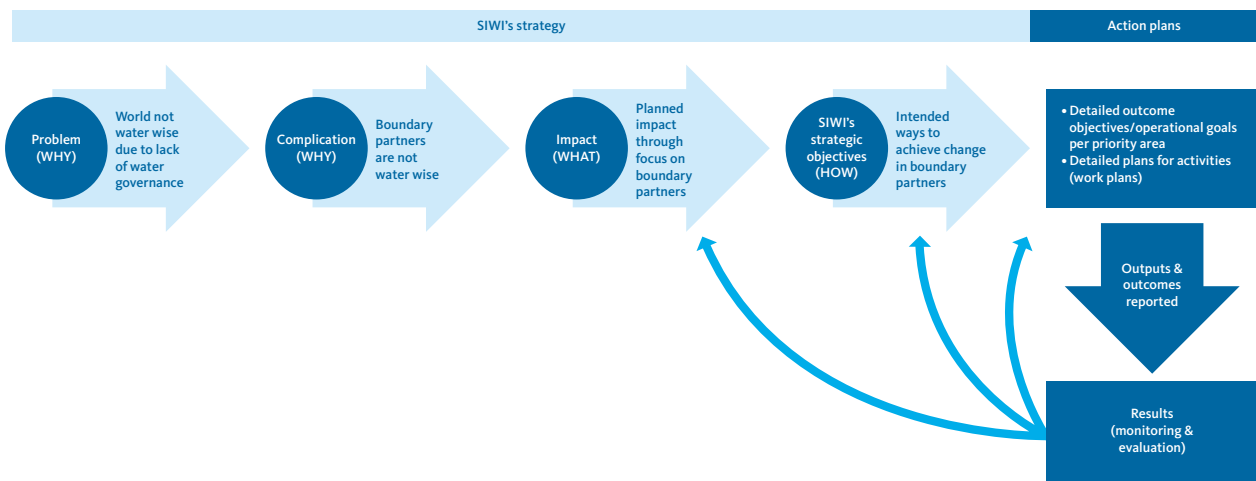 SIWI's strategy
Action plans
Problem
(WHY)
World not
water wise
due to lack
of water
governance
Complication
(WHY)
Boundary
partners
are not
water wise
Impact
(WHAT)
Planned
impact
through
focus on
boundary
partners
SIWI's
strategic
objectives
(HOW)
Intended
ways to
achieve change
in boundary
partners
• Detailed outcome
objectives/operational goals
per priority area
• Detailed plans for activities
(work plans)
Outputs &
outcomes
reported
Results
(monitoring &
evaluation)